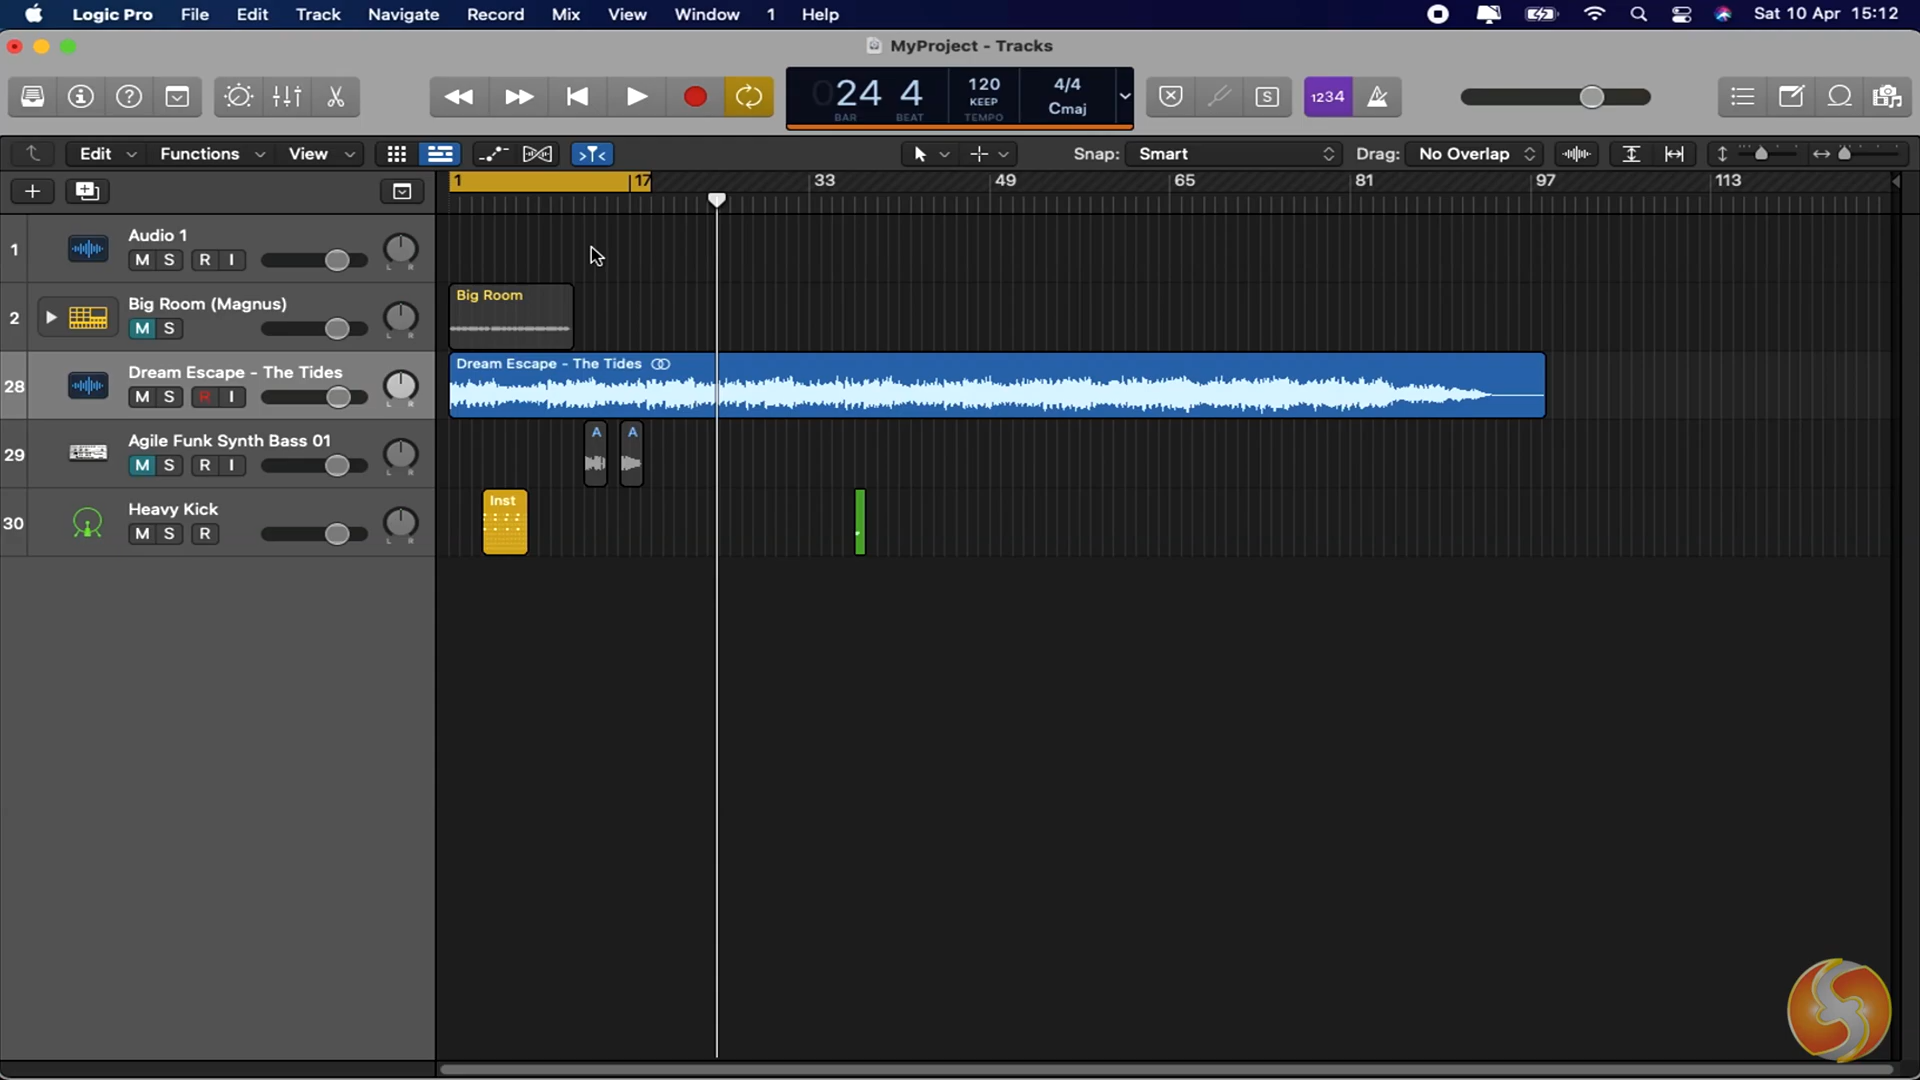 Logic Pro File Edit Track Navigate Record Mix View Window 1 Help Sat 10 Apr 15:12
MyProject - Tracks
24 4 120 4/4
KEEP Cmaj
BAR BEAT TEMPO
S 1234
Edit Functions View Snap: Smart Drag: No Overlap
1 17 33 49 65 81 97 113
1 Audio 1
M S R I
L R
Big Room
2 Big Room (Magnus)
M S
L R
Dream Escape - The Tides
28 Dream Escape - The Tides
M S R I
L R
A A
29 Agile Funk Synth Bass 01
M S R I
L R
Inst
30 Heavy Kick
M S R
L R